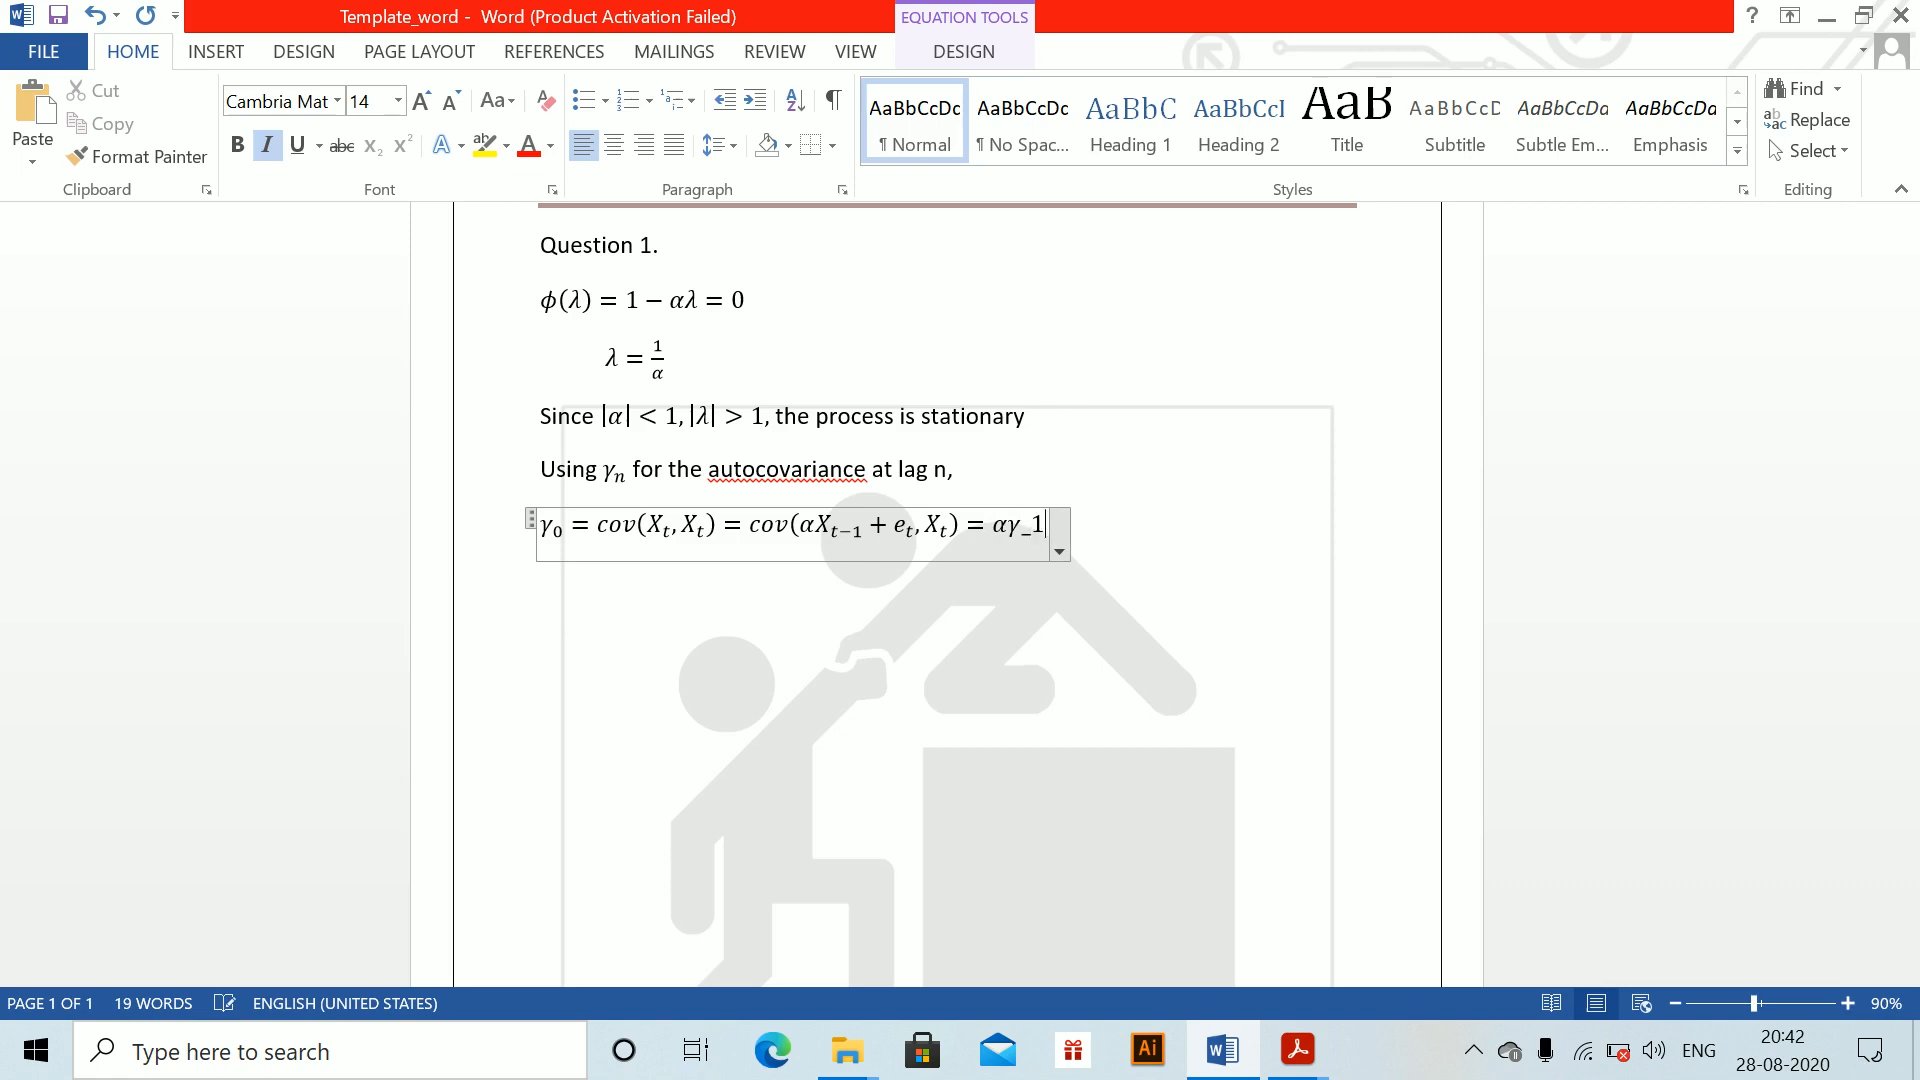 Template_word - Word (Product Activation Failed)
EQUATION TOOLS
?
FILE HOME INSERT DESIGN PAGE LAYOUT REFERENCES MAILINGS REVIEW VIEW DESIGN
Paste
Cut
Copy
Format Painter
Clipboard
Cambria Mat 14
Font
Paragraph
AaBbCcDc AaBbCcDc AaBbC AaBbCcI AaB AaBbCcD AaBbCcDa AaBbCcDa
¶ Normal ¶ No Spac... Heading 1 Heading 2 Title Subtitle Subtle Em... Emphasis
Styles
Find
Replace
Select
Editing
Question 1.
𝜙(𝜆) = 1 − 𝛼𝜆 = 0
𝜆 = 1/𝛼
Since |𝛼| < 1, |𝜆| > 1, the process is stationary
Using 𝛾ₙ for the autocovariance at lag n,
𝛾₀ = 𝑐𝑜𝑣(𝑋ₜ, 𝑋ₜ) = 𝑐𝑜𝑣(𝛼𝑋ₜ₋₁ + 𝑒ₜ, 𝑋ₜ) = 𝛼𝛾_1
PAGE 1 OF 1 19 WORDS ENGLISH (UNITED STATES) 90%
Type here to search
Ai
ENG
20:42
28-08-2020